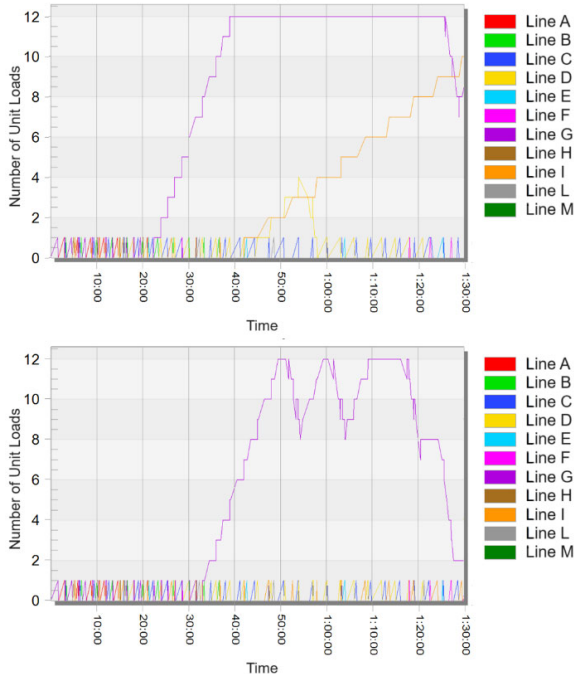 12
10
8
6
4
2
0
Number of Unit Loads
10:00
20:00
30:00
40:00
50:00
1:00:00
1:10:00
1:20:00
1:30:00
Time
Line A
Line B
Line C
Line D
Line E
Line F
Line G
Line H
Line I
Line L
Line M
12
10
8
6
4
2
0
Number of Unit Loads
10:00
20:00
30:00
40:00
50:00
1:00:00
1:10:00
1:20:00
1:30:00
Time
Line A
Line B
Line C
Line D
Line E
Line F
Line G
Line H
Line I
Line L
Line M